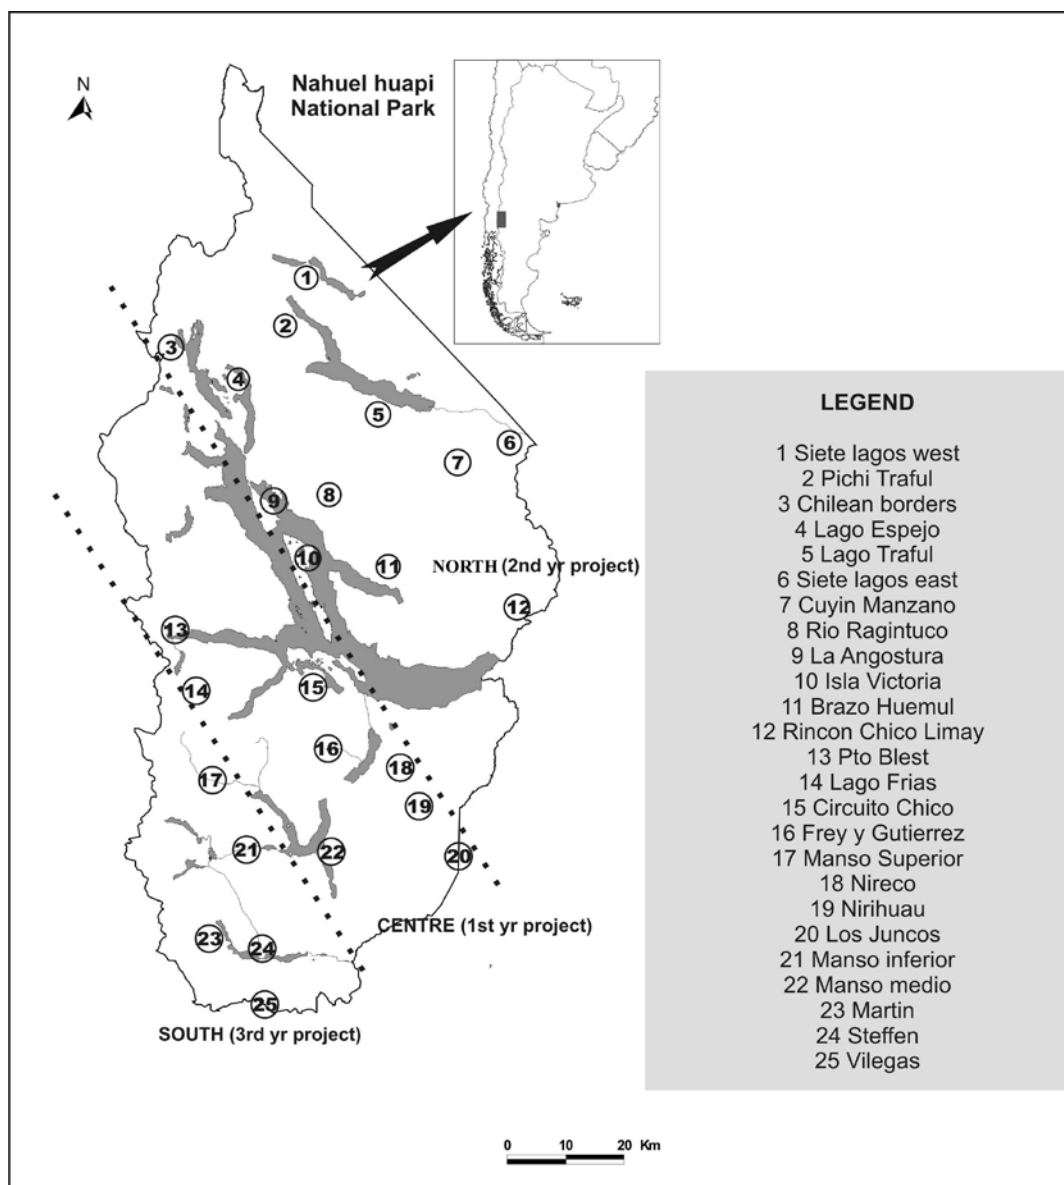 N
Nahuel huapi
National Park
1
2
3
4
5
6
7
8
9
10
11
NORTH (2nd yr project)
12
13
14
15
16
17
18
19
20
21
22
CENTRE (1st yr project)
23
24
25
SOUTH (3rd yr project)
LEGEND
1 Siete lagos west
2 Pichi Traful
3 Chilean borders
4 Lago Espejo
5 Lago Traful
6 Siete lagos east
7 Cuyin Manzano
8 Rio Ragintuco
9 La Angostura
10 Isla Victoria
11 Brazo Huemul
12 Rincon Chico Limay
13 Pto Blest
14 Lago Frias
15 Circuito Chico
16 Frey y Gutierrez
17 Manso Superior
18 Nireco
19 Nirihuau
20 Los Juncos
21 Manso inferior
22 Manso medio
23 Martin
24 Steffen
25 Vilegas
0 10 20 Km